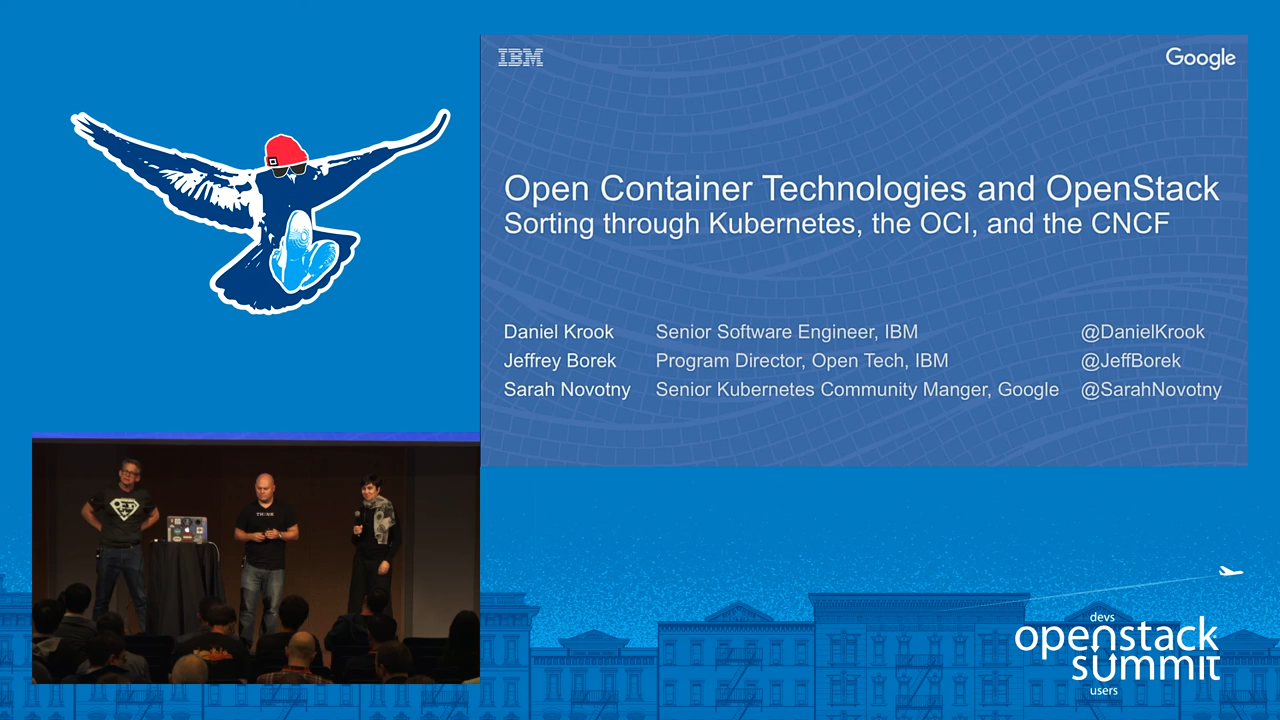 IBM
Google
Open Container Technologies and OpenStack
Sorting through Kubernetes, the OCI, and the CNCF
Daniel Krook Senior Software Engineer, IBM @DanielKrook
Jeffrey Borek Program Director, Open Tech, IBM @JeffBorek
Sarah Novotny Senior Kubernetes Community Manger, Google @SarahNovotny
THINK
devs
openstack
summit
users